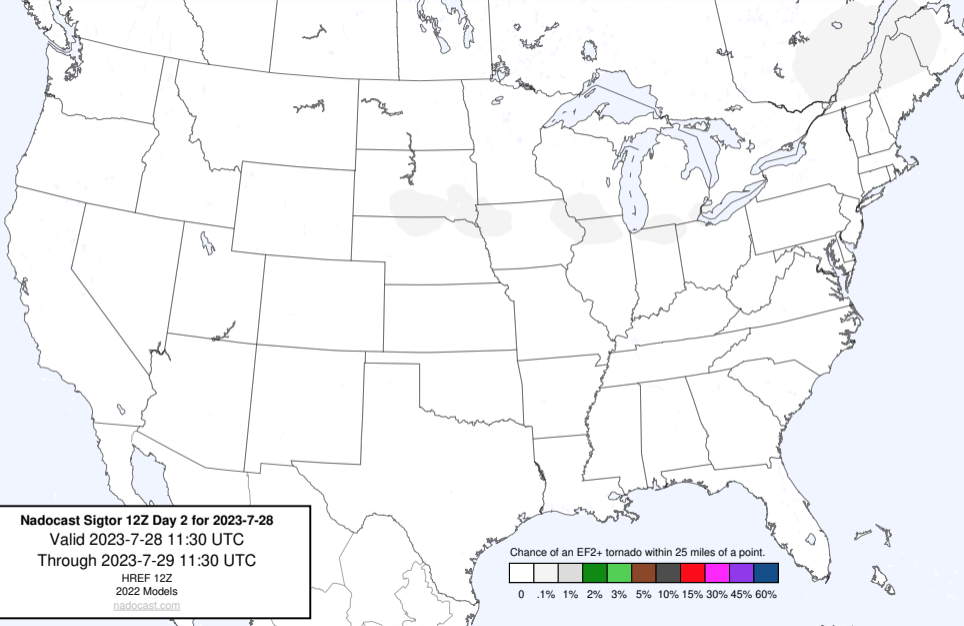 Nadocast Sigtor 12Z Day 2 for 2023-7-28
Valid 2023-7-28 11:30 UTC
Through 2023-7-29 11:30 UTC
HREF 12Z
2022 Models
nadocast.com
Chance of an EF2+ tornado within 25 miles of a point.
0 .1% 1% 2% 3% 5% 10% 15% 30% 45% 60%